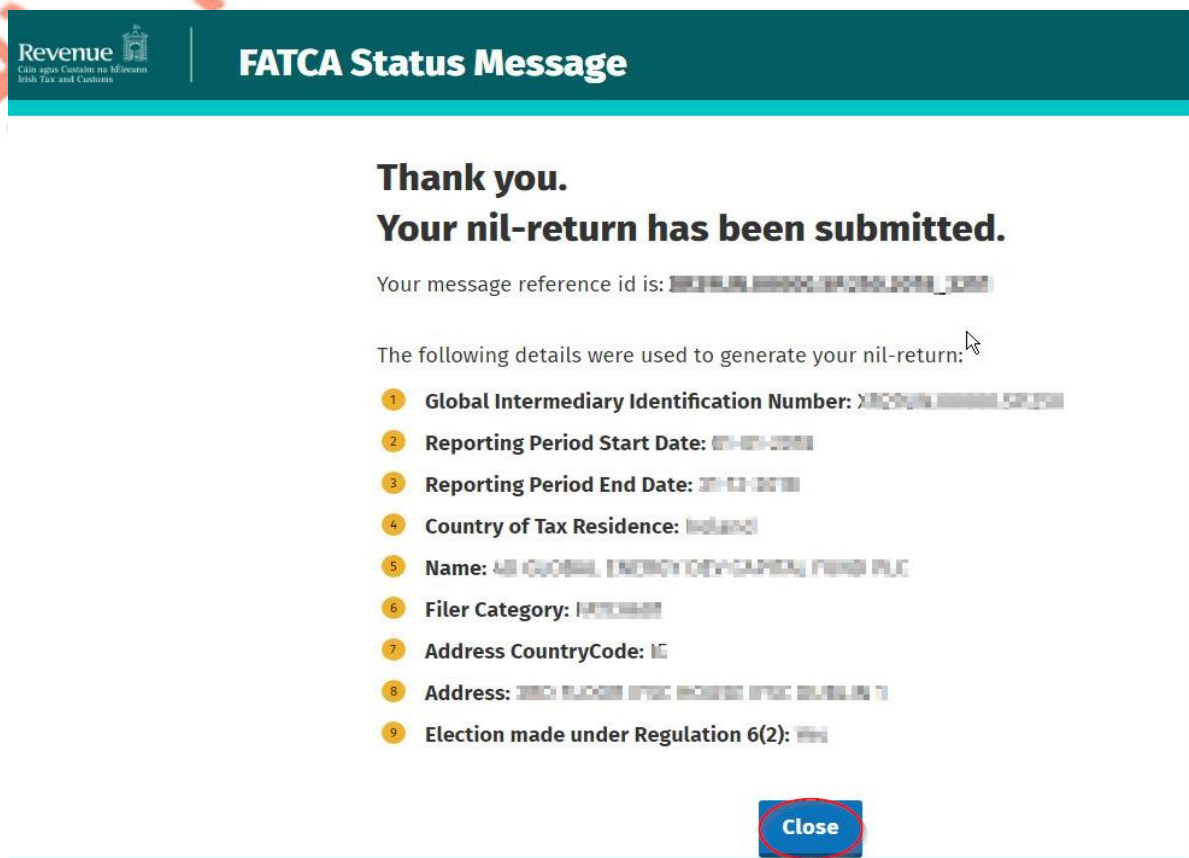 Revenue
Cáin agus Custaim na hÉireann
Irish Tax and Customs
FATCA Status Message
Thank you.
Your nil-return has been submitted.
Your message reference id is:
The following details were used to generate your nil-return:
1 Global Intermediary Identification Number:
2 Reporting Period Start Date:
3 Reporting Period End Date:
4 Country of Tax Residence:
5 Name:
6 Filer Category:
7 Address CountryCode: IE
8 Address:
9 Election made under Regulation 6(2):
Close